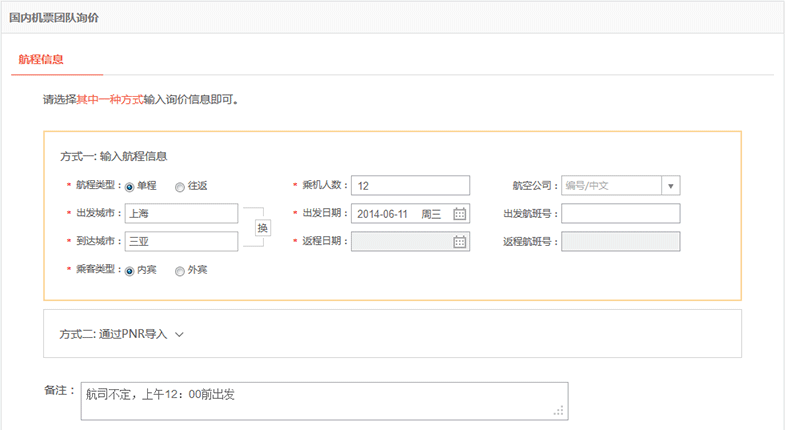 国内机票团队询价
航程信息
请选择其中一种方式输入询价信息即可。
方式一: 输入航程信息
* 航程类型: 单程 往返 * 乘机人数: 12 航空公司: 编号/中文
* 出发城市: 上海 * 出发日期: 2014-06-11 周三 出发航班号
换
* 到达城市: 三亚 * 返程日期: 返程航班号
* 乘客类型: 内宾 外宾
方式二: 通过PNR导入
备注: 航司不定，上午12：00前出发